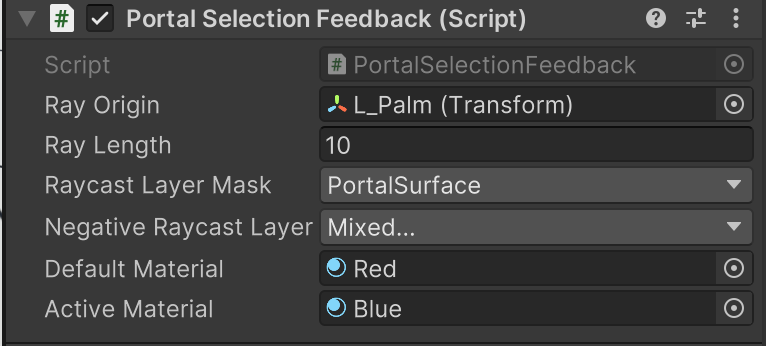 Portal Selection Feedback (Script)
Script PortalSelectionFeedback
Ray Origin L_Palm (Transform)
Ray Length 10
Raycast Layer Mask PortalSurface
Negative Raycast Layer Mixed...
Default Material Red
Active Material Blue